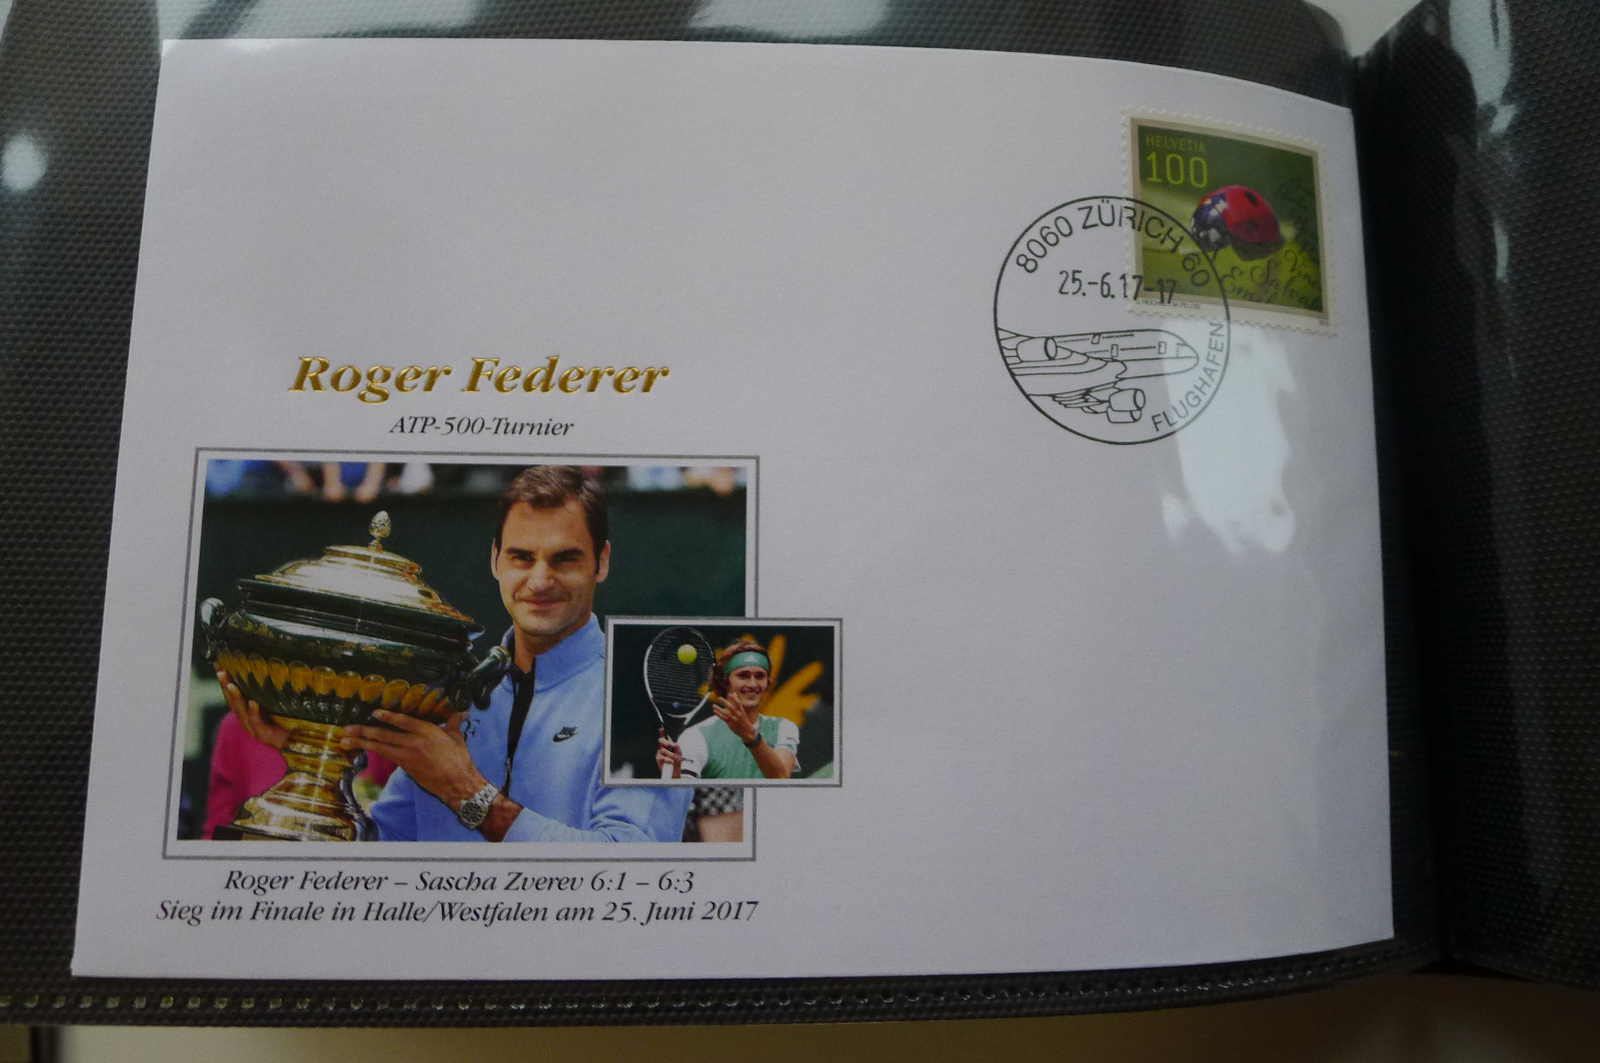 HELVETIA
100
8060 ZÜRICH 60
25.-6.17-17
FLUGHAFEN
Roger Federer
ATP-500-Turnier
Roger Federer – Sascha Zverev 6:1 – 6:3
Sieg im Finale in Halle/Westfalen am 25. Juni 2017